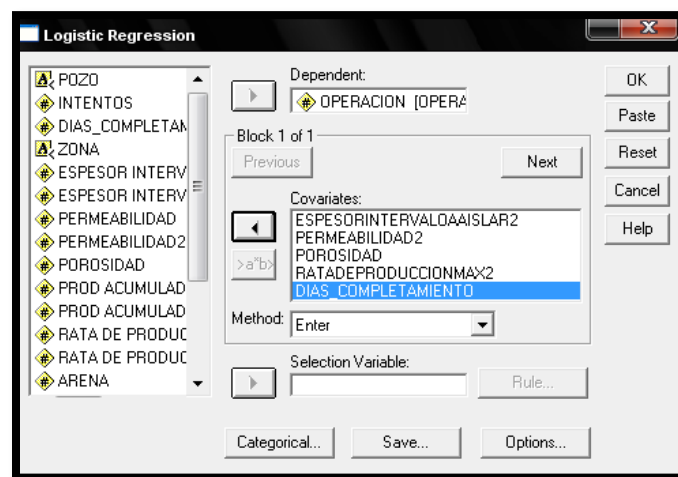 Logistic Regression
POZO
INTENTOS
DIAS_COMPLETAM
ZONA
ESPESOR INTERV
ESPESOR INTERV
PERMEABILIDAD
PERMEABILIDAD2
POROSIDAD
PROD ACUMULAD
PROD ACUMULAD
RATA DE PRODUC
RATA DE PRODUC
ARENA
Dependent:
OPERACION [OPERA
Block 1 of 1
Previous
Next
Covariates:
ESPESORINTERVALOAAISLAR2
PERMEABILIDAD2
POROSIDAD
RATADEPRODUCCIONMAX2
DIAS_COMPLETAMIENTO
>a*b>
Method:
Enter
Selection Variable:
Rule...
Categorical...
Save...
Options...
OK
Paste
Reset
Cancel
Help